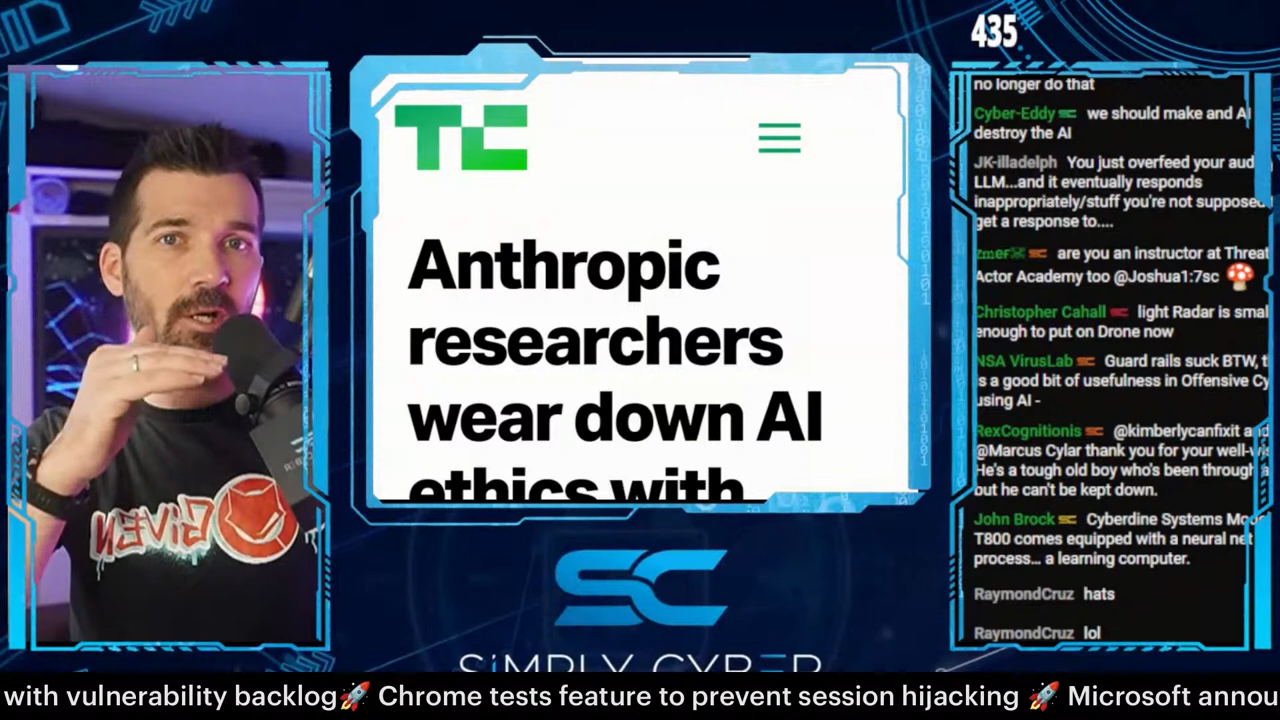 435
TC
Anthropic
researchers
wear down AI
ethics with
SC
SIMPLY CYBER
no longer do that
Cyber-Eddy we should make and AI
destroy the AI
JK-illadelph You just overfeed your aud
LLM...and it eventually responds
inappropriately/stuff you're not supposed
get a response to....
zmer are you an instructor at Threat
Actor Academy too @Joshua1:7sc 🍄
Christopher Cahall light Radar is smal
enough to put on Drone now
NSA VirusLab Guard rails suck BTW, t
s a good bit of usefulness in Offensive Cy
using AI -
RexCognitionis @kimberlycanfixit and
@Marcus Cylar thank you for your well-w
He's a tough old boy who's been through a
but he can't be kept down.
John Brock Cyberdine Systems Mod
T800 comes equipped with a neural net
process... a learning computer.
RaymondCruz hats
RaymondCruz lol
with vulnerability backlog🚀 Chrome tests feature to prevent session hijacking 🚀 Microsoft annou